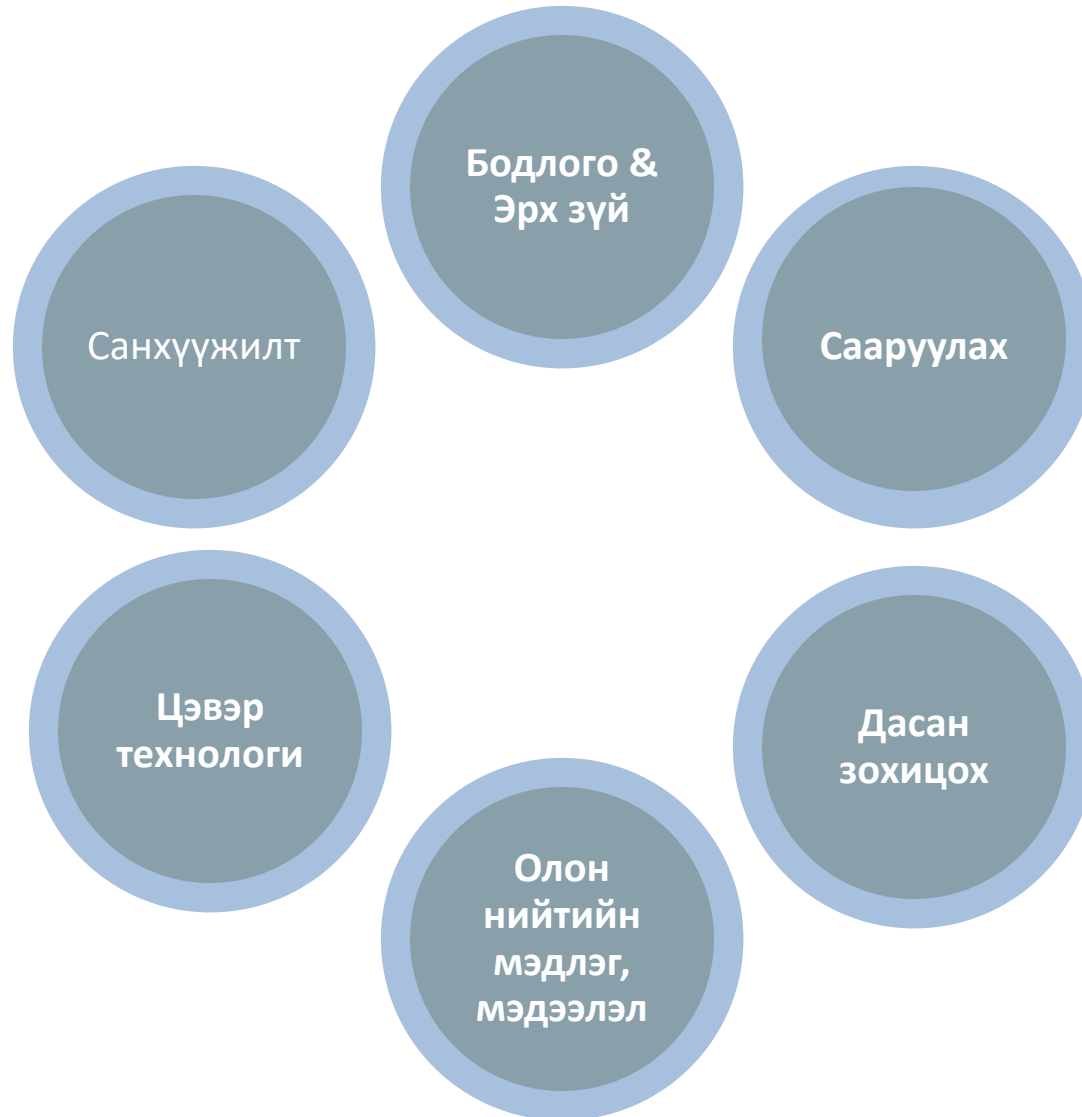 Бодлого &
Эрх зүй
Санхүүжилт
Сааруулах
Цэвэр
технологи
Дасан
зохицох
Олон
нийтийн
мэдлэг,
мэдээлэл